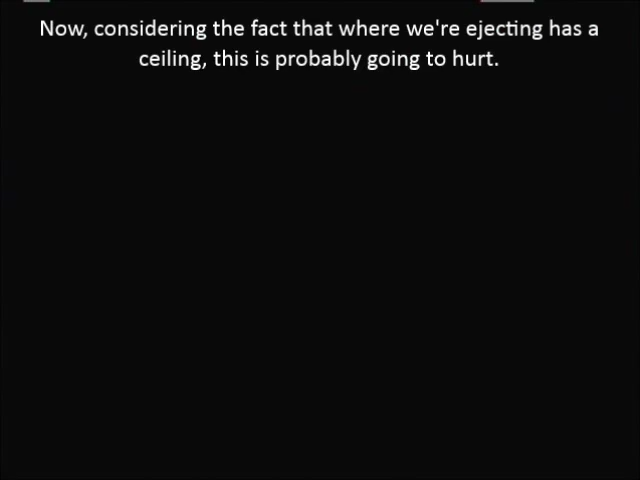 Now, considering the fact that where we're ejecting has a
ceiling, this is probably going to hurt.